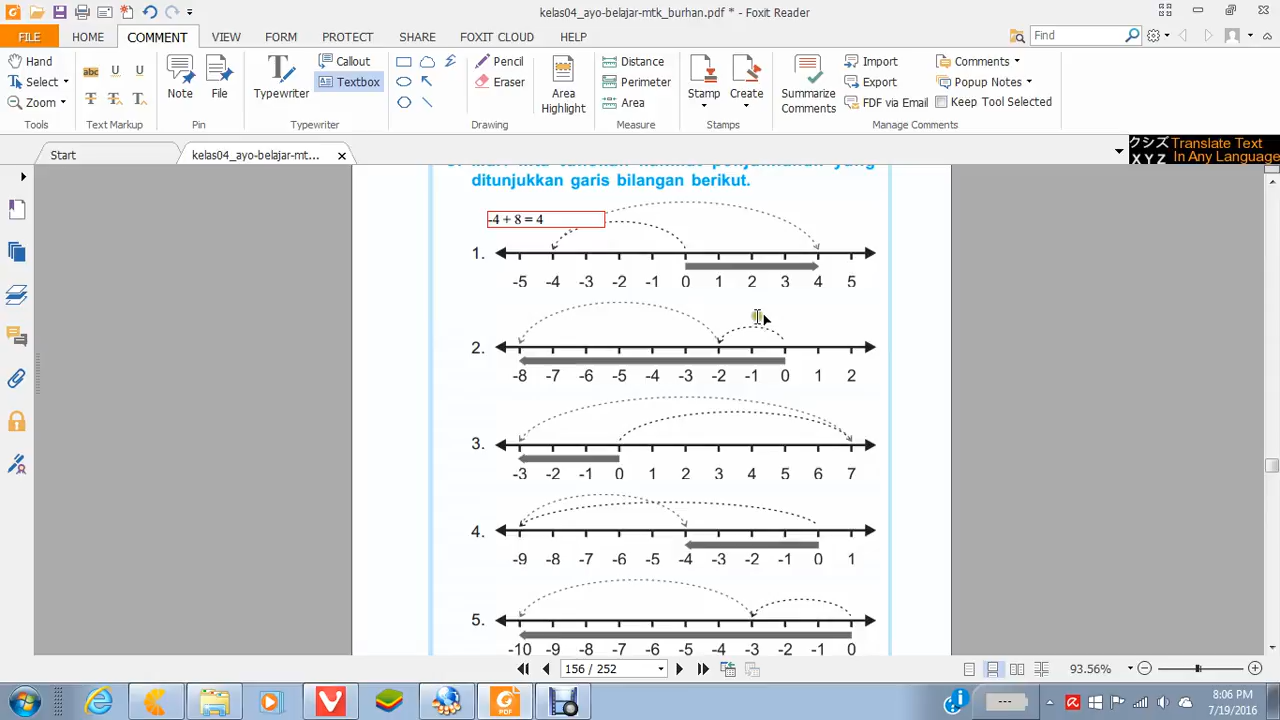 kelas04_ayo-belajar-mtk_burhan.pdf * - Foxit Reader
FILE HOME COMMENT VIEW FORM PROTECT SHARE FOXIT CLOUD HELP Find
Hand
Select
Zoom
Tools
Text Markup
Note
File
Pin
Typewriter
Callout
Textbox
Typewriter
Pencil
Eraser
Drawing
Area Highlight
Distance
Perimeter
Area
Measure
Stamp
Create
Stamps
Summarize Comments
Import
Export
FDF via Email
Comments
Popup Notes
Keep Tool Selected
Manage Comments
Start
kelas04_ayo-belajar-mt...
クシズ Translate Text
XYZ In Any Language
ditunjukkan garis bilangan berikut.
-4 + 8 = 4
1.
-5 -4 -3 -2 -1 0 1 2 3 4 5
2.
-8 -7 -6 -5 -4 -3 -2 -1 0 1 2
3.
-3 -2 -1 0 1 2 3 4 5 6 7
4.
-9 -8 -7 -6 -5 -4 -3 -2 -1 0 1
5.
-10 -9 -8 -7 -6 -5 -4 -3 -2 -1 0
156 / 252
93.56%
8:06 PM
7/19/2016